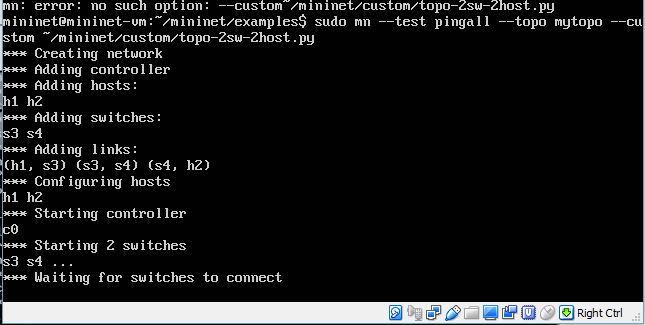 mn: error: no such option: --custom~/mininet/custom/topo-2sw-2host.py
mininet@mininet-vm:~/mininet/examples$ sudo mn --test pingall --topo mytopo --cu
stom ~/mininet/custom/topo-2sw-2host.py
*** Creating network
*** Adding controller
*** Adding hosts:
h1 h2
*** Adding switches:
s3 s4
*** Adding links:
(h1, s3) (s3, s4) (s4, h2)
*** Configuring hosts
h1 h2
*** Starting controller
c0
*** Starting 2 switches
s3 s4 ...
*** Waiting for switches to connect
Right Ctrl